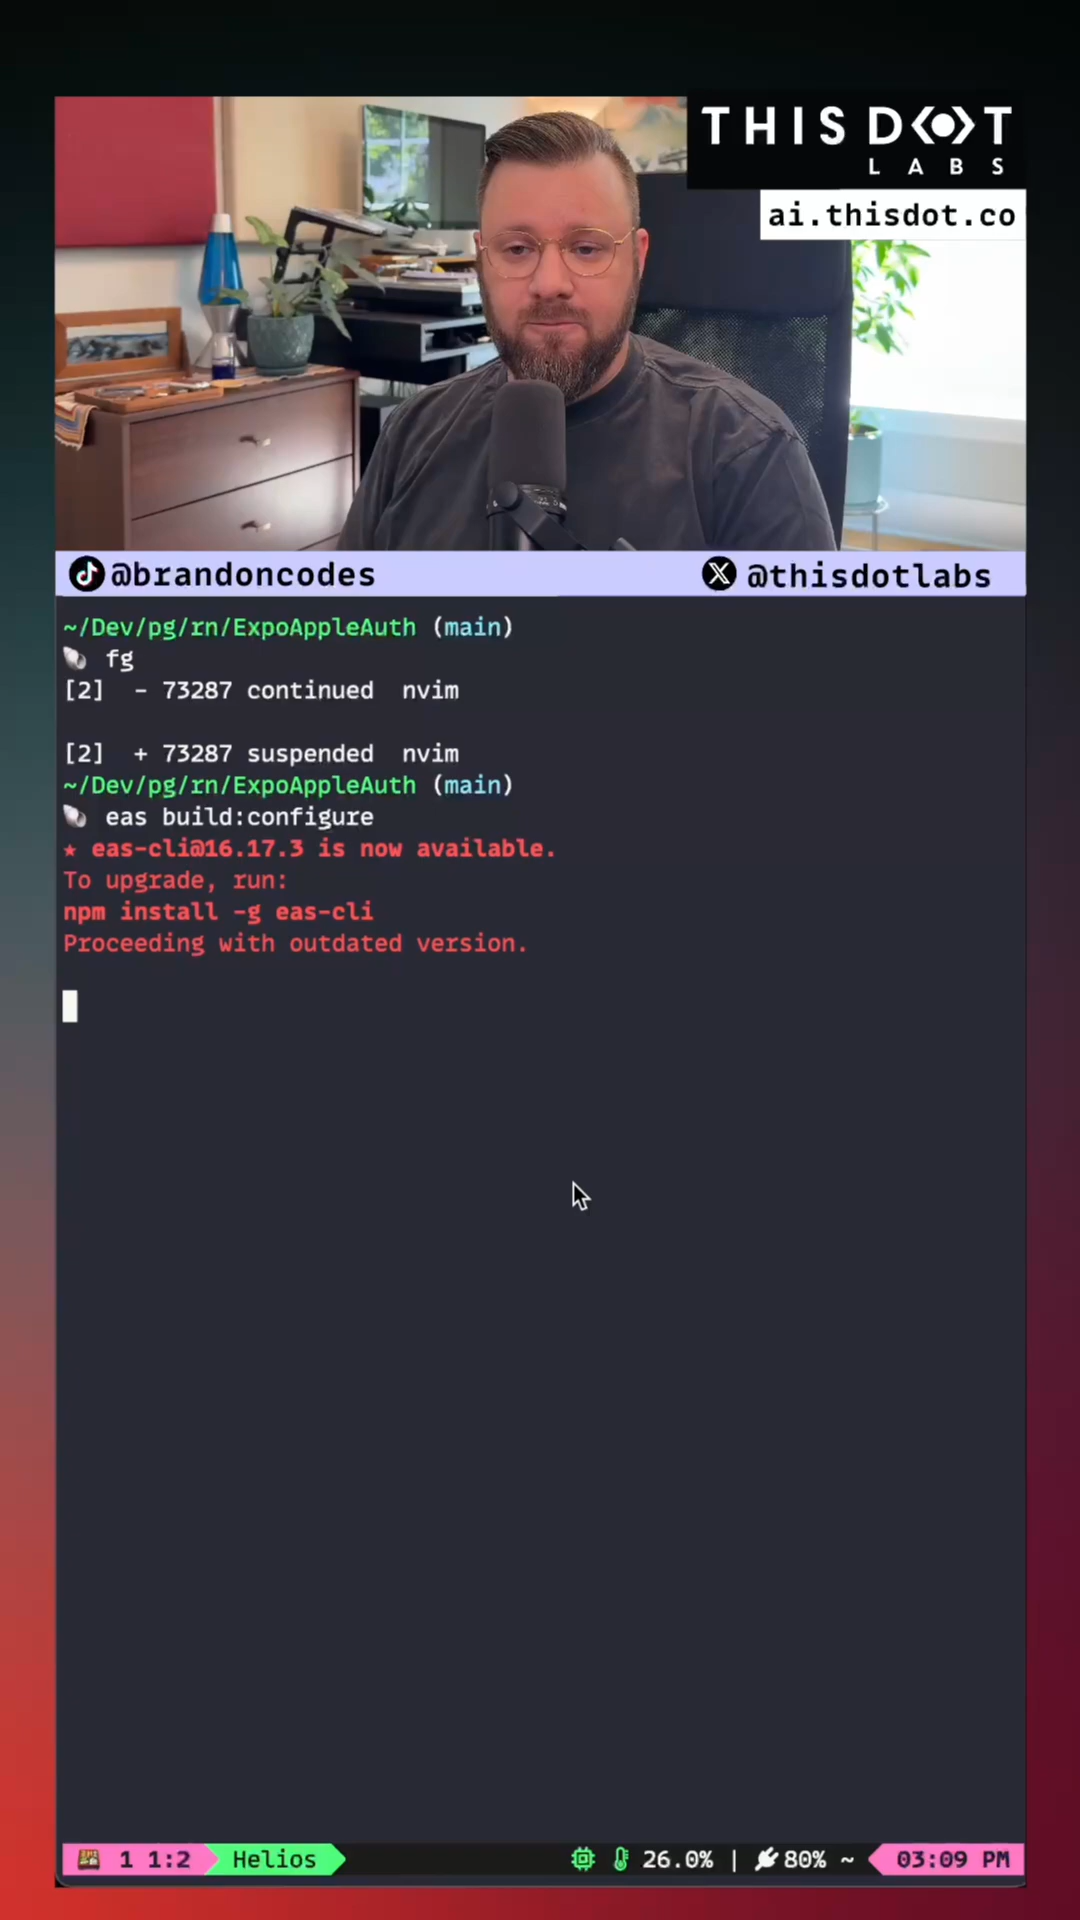 THIS DOT
LABS
ai.thisdot.co
@brandoncodes
@thisdotlabs
~/Dev/pg/rn/ExpoAppleAuth (main)
fg
[2] - 73287 continued nvim
[2] + 73287 suspended nvim
~/Dev/pg/rn/ExpoAppleAuth (main)
eas build:configure
★ eas-cli@16.17.3 is now available.
To upgrade, run:
npm install -g eas-cli
Proceeding with outdated version.
1 1:2 Helios 26.0% | 80% ~ 03:09 PM